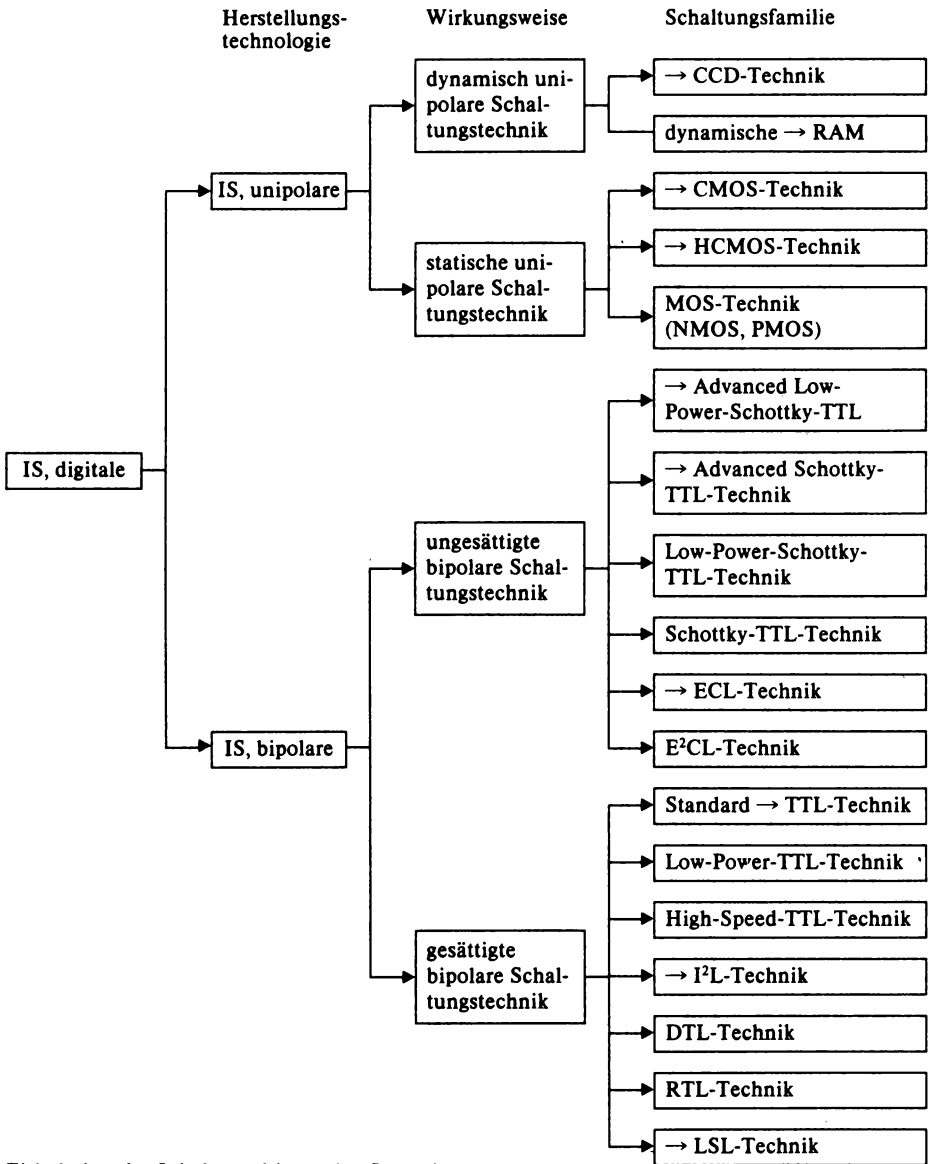 Herstellungs-
technologie
Wirkungsweise
Schaltungsfamilie
IS, digitale
IS, unipolare
dynamisch uni-
polare Schal-
tungstechnik
→ CCD-Technik
dynamische → RAM
statische uni-
polare Schal-
tungstechnik
→ CMOS-Technik
→ HCMOS-Technik
MOS-Technik
(NMOS, PMOS)
IS, bipolare
ungesättigte
bipolare Schal-
tungstechnik
→ Advanced Low-
Power-Schottky-TTL
→ Advanced Schottky-
TTL-Technik
Low-Power-Schottky-
TTL-Technik
Schottky-TTL-Technik
→ ECL-Technik
E²CL-Technik
gesättigte
bipolare Schal-
tungstechnik
Standard → TTL-Technik
Low-Power-TTL-Technik
High-Speed-TTL-Technik
→ I²L-Technik
DTL-Technik
RTL-Technik
→ LSL-Technik